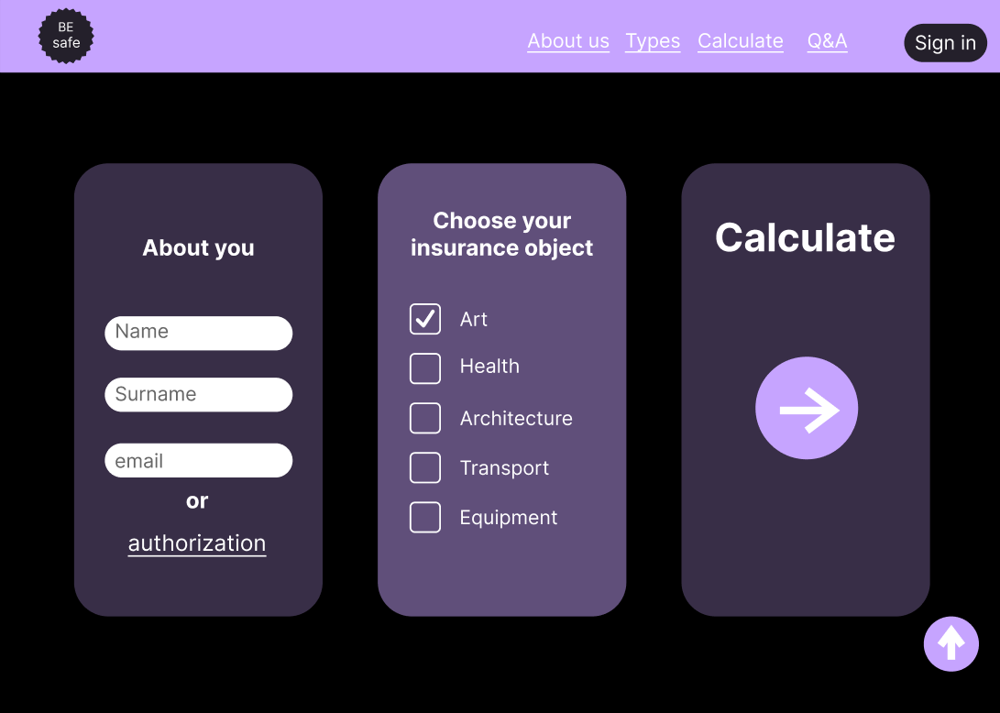 BE
safe
About us Types Calculate Q&A Sign in
About you
Name
Surname
email
or
authorization
Choose your
insurance object
Art
Health
Architecture
Transport
Equipment
Calculate